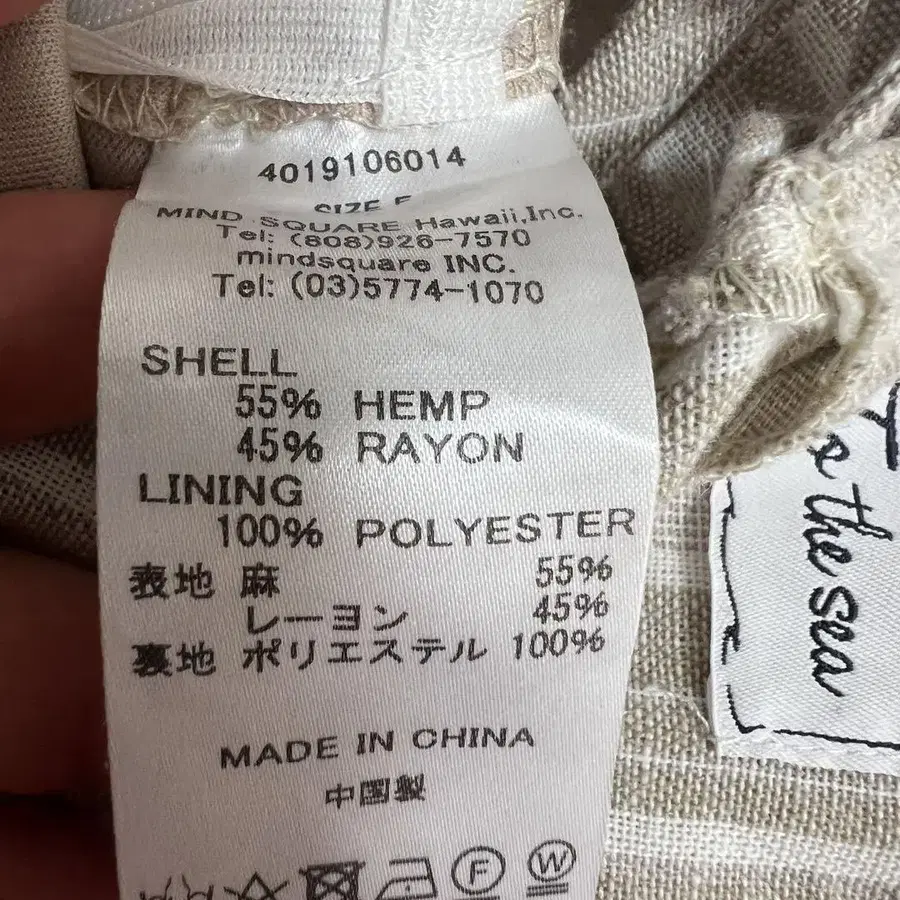 4019106014
SIZE F
MIND SQUARE Hawaii,Inc.
Tel: (808)926-7570
mindsquare INC.
Tel: (03)5774-1070
SHELL
55% HEMP
45% RAYON
LINING
100% POLYESTER
表地 麻 55%
レーヨン 45%
裏地 ポリエステル 100%
MADE IN CHINA
中国製
F
W
the sea